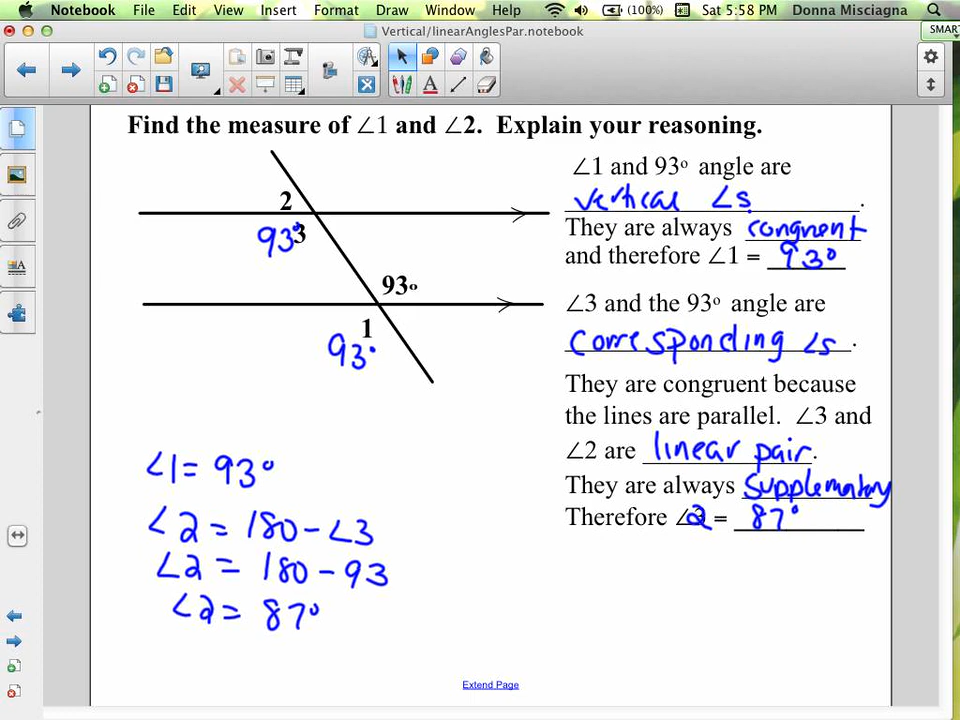 Notebook File Edit View Insert Format Draw Window Help (100%) Sat 5:58 PM Donna Misciagna
Vertical/linearAnglesPar.notebook
SMART
A
Find the measure of ∠1 and ∠2. Explain your reasoning.
∠1 and 93° angle are
vertical ∠s.
They are always congruent
and therefore ∠1 = 93°
∠3 and the 93° angle are
corresponding ∠s.
They are congruent because
the lines are parallel. ∠3 and
∠2 are linear pair.
They are always supplementary
Therefore ∠2 = 87°
2
93°
3
93°
1
93°
∠1 = 93°
∠2 = 180 - ∠3
∠2 = 180 - 93
∠2 = 87°
Extend Page